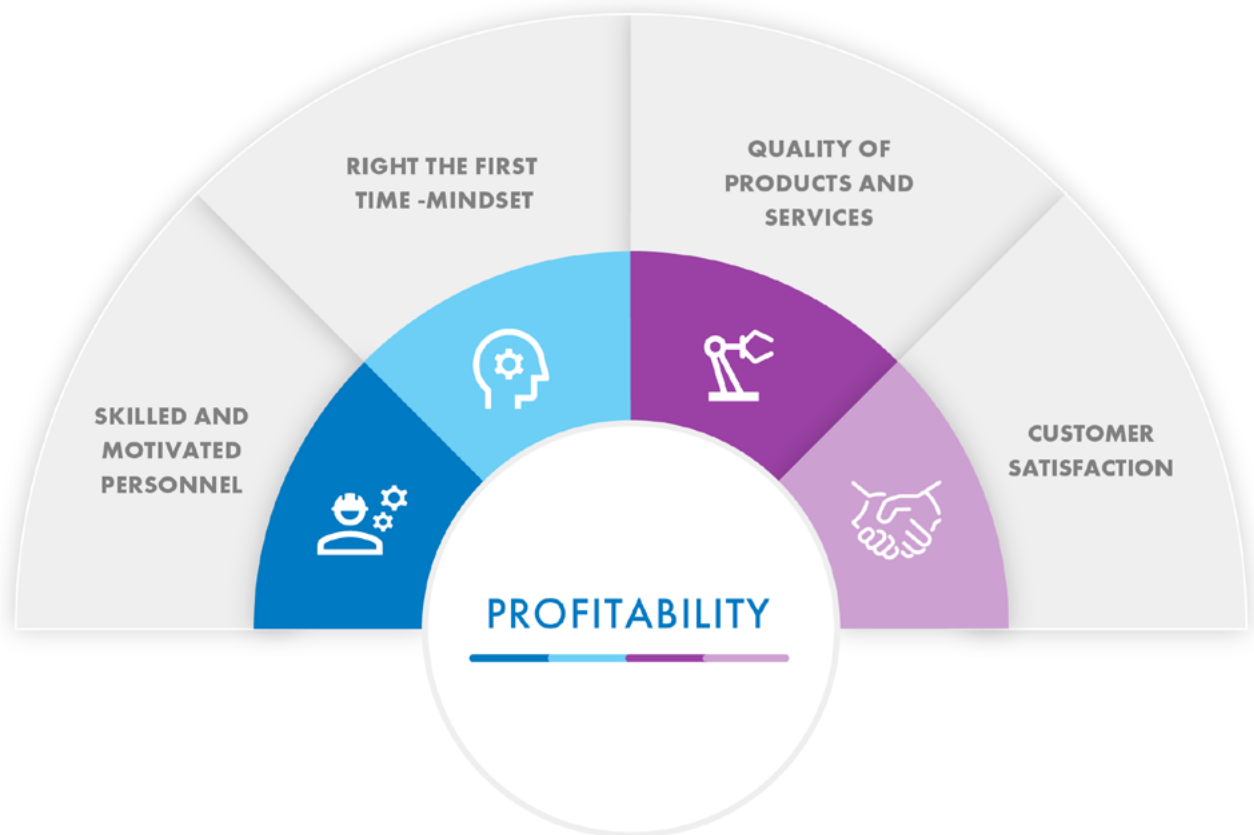 RIGHT THE FIRST
TIME -MINDSET
QUALITY OF
PRODUCTS AND
SERVICES
SKILLED AND
MOTIVATED
PERSONNEL
CUSTOMER
SATISFACTION
PROFITABILITY